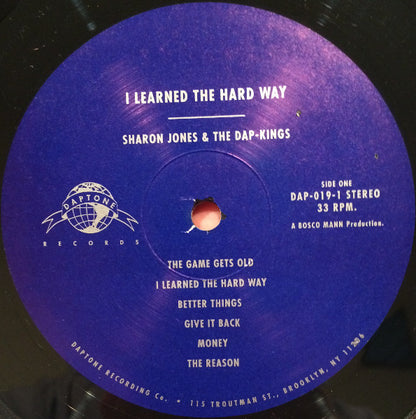 I LEARNED THE HARD WAY
SHARON JONES & THE DAP-KINGS
SIDE ONE
DAP-019-1 STEREO
33 RPM.
A BOSCO MANN Production.
DAPTONE
RECORDS
THE GAME GETS OLD
I LEARNED THE HARD WAY
BETTER THINGS
GIVE IT BACK
MONEY
THE REASON
DAPTONE RECORDING Co. • 115 TROUTMAN ST., BROOKLYN, NY 11206